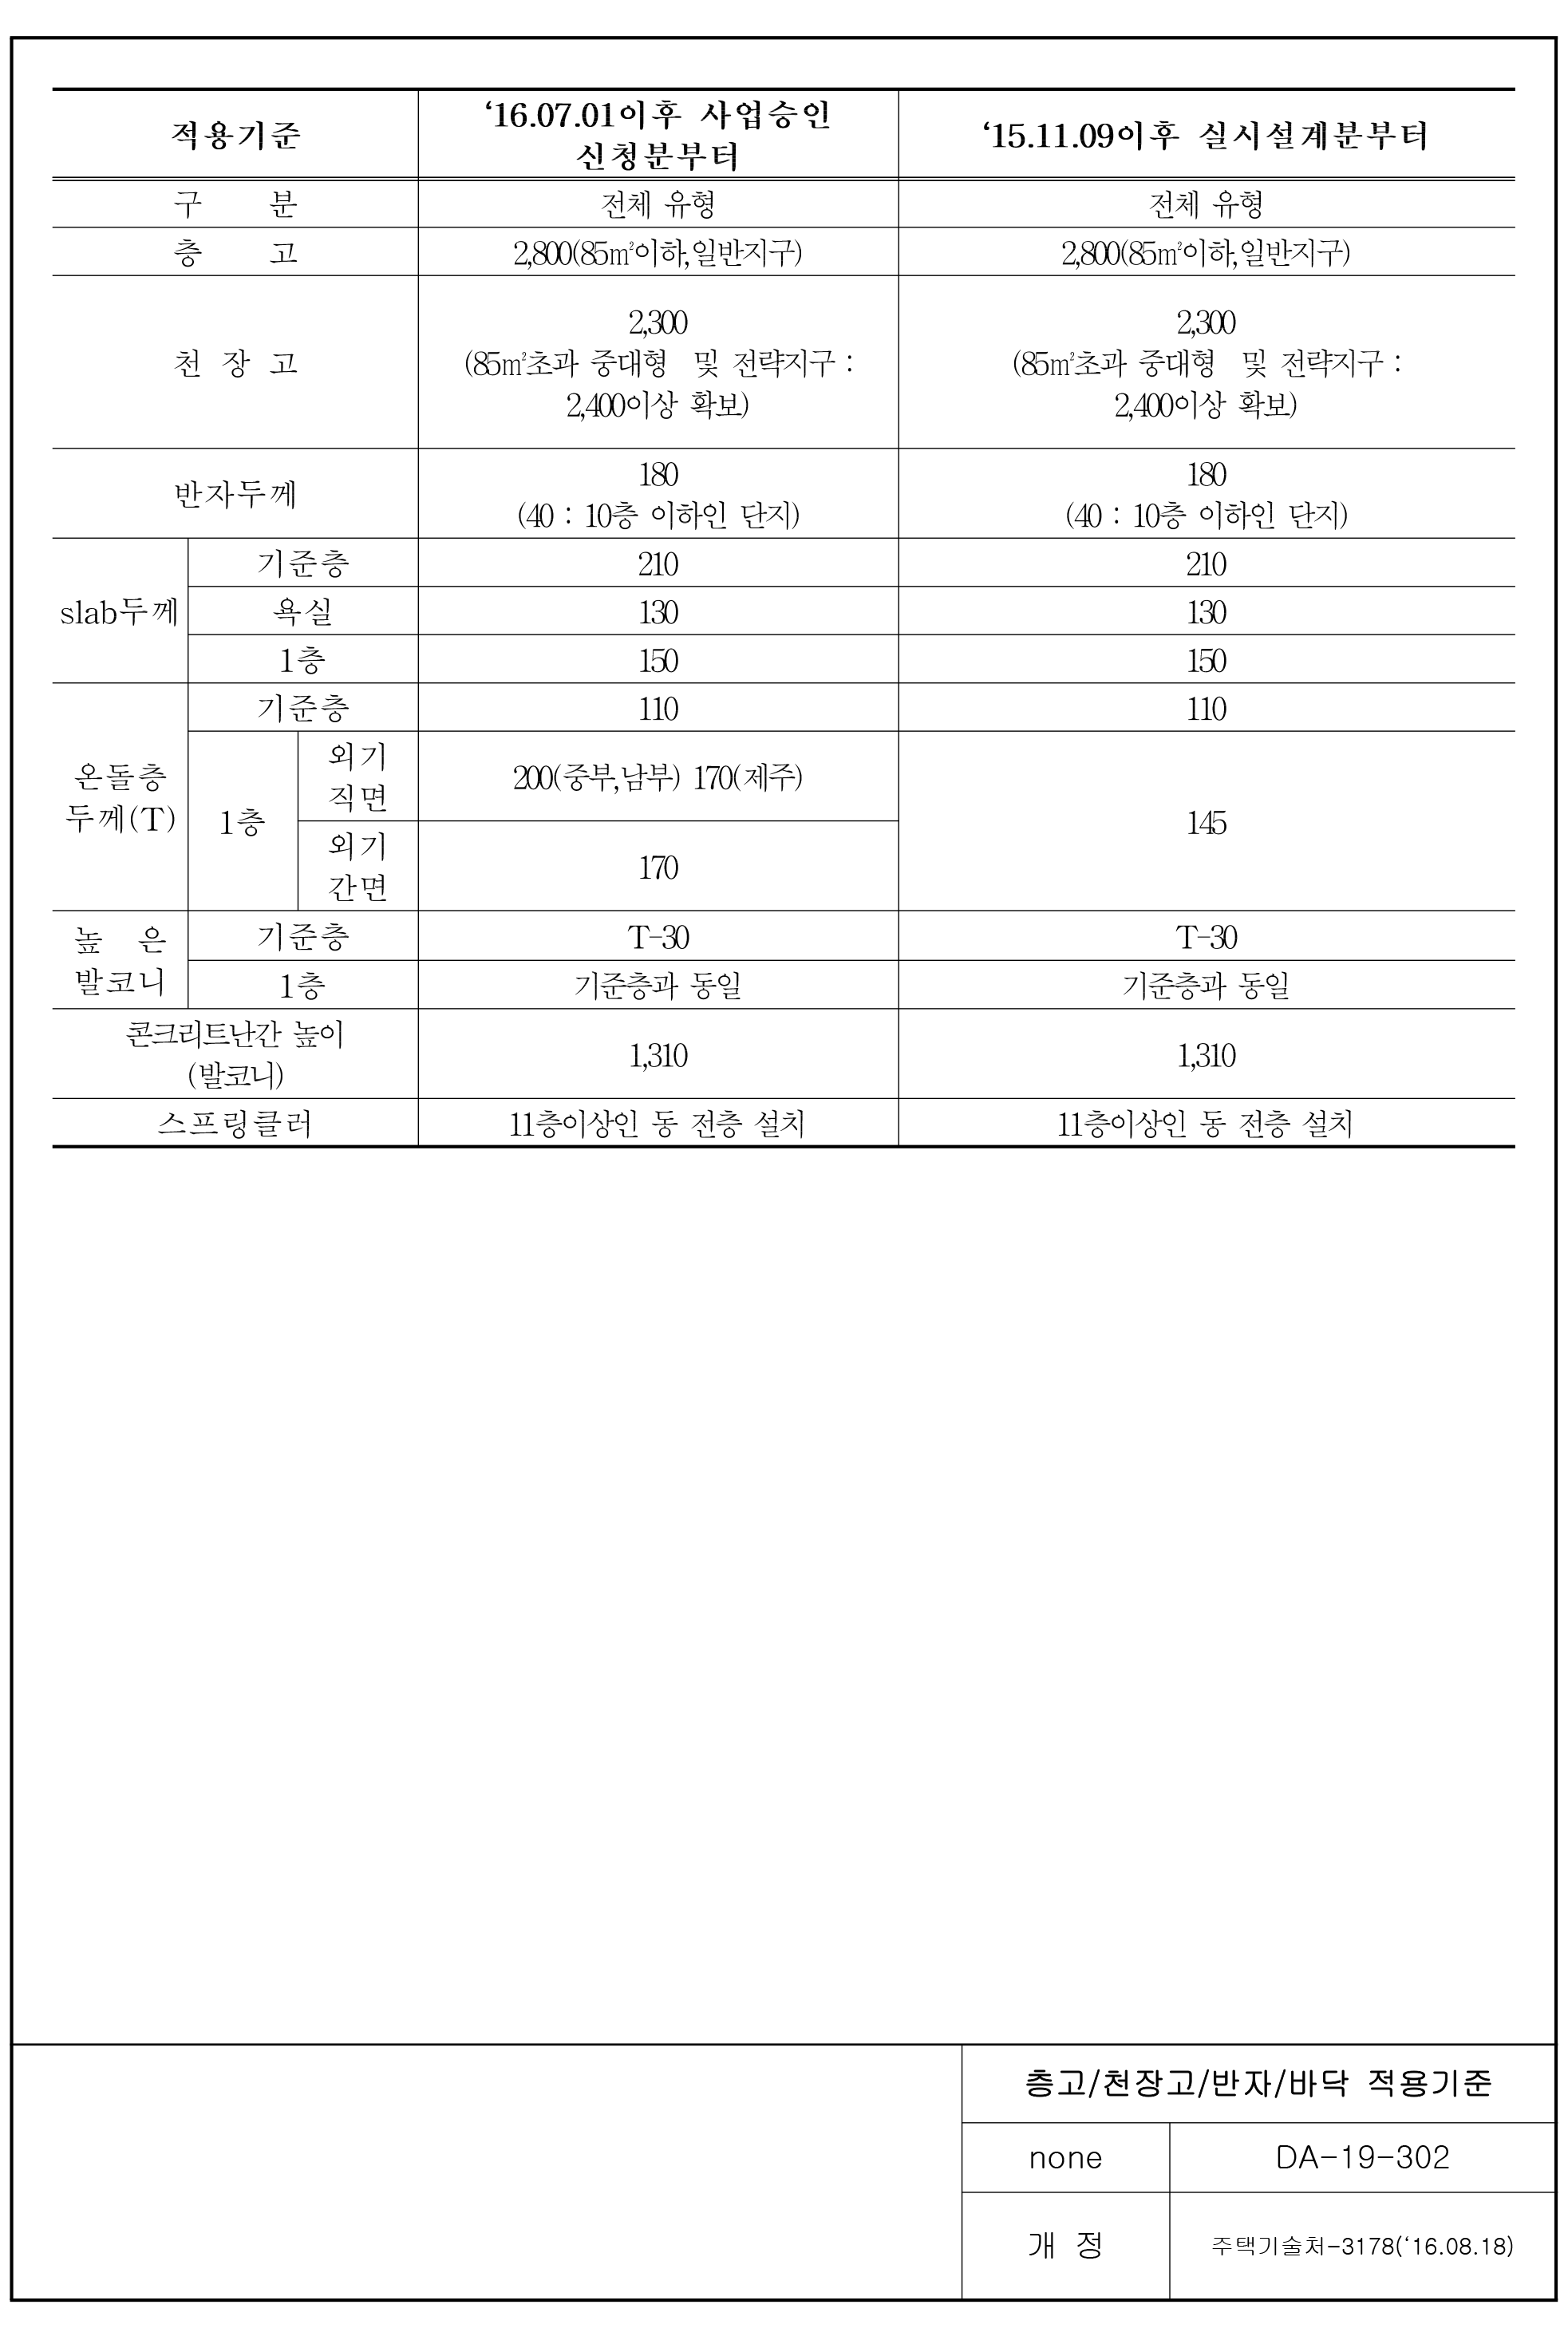 적용기준
‘16.07.01이후 사업승인
신청분부터
‘15.11.09이후 실시설계분부터
구 분
전체 유형
전체 유형
층 고
2,800(85㎡이하,일반지구)
2,800(85㎡이하,일반지구)
천 장 고
2,300
(85㎡초과 중대형 및 전략지구 :
2,400이상 확보)
2,300
(85㎡초과 중대형 및 전략지구 :
2,400이상 확보)
반자두께
180
(40 : 10층 이하인 단지)
180
(40 : 10층 이하인 단지)
slab두께
기준층
210
210
욕실
130
130
1층
150
150
온돌층
두께(T)
기준층
110
110
1층
외기
직면
200(중부,남부) 170(제주)
145
외기
간면
170
높 은
발코니
기준층
T-30
T-30
1층
기준층과 동일
기준층과 동일
콘크리트난간 높이
(발코니)
1,310
1,310
스프링클러
11층이상인 동 전층 설치
11층이상인 동 전층 설치
층고/천장고/반자/바닥 적용기준
none
DA-19-302
개 정
주택기술처-3178(‘16.08.18)